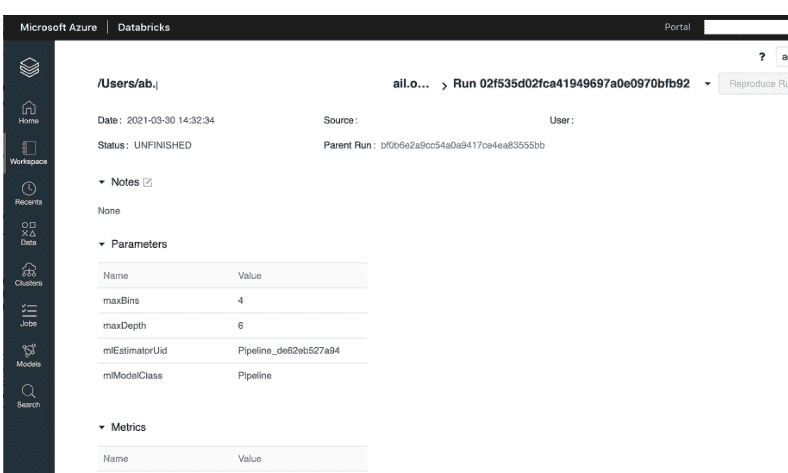 Microsoft Azure | Databricks Portal
? a
/Users/ab. ail.o... > Run 02f535d02fca41949697a0e0970bfb92 Reproduce Ru
Home
Date: 2021-03-30 14:32:34 Source: User:
Status: UNFINISHED Parent Run: bf0b6e2a9cc54a0a9417ce4ea83555bb
Workspace
Notes
Recents
None
Data
Parameters
Name Value
Clusters
maxBins 4
Jobs
maxDepth 6
mlEstimatorUid Pipeline_de62eb527a94
Models
mlModelClass Pipeline
Search
Metrics
Name Value